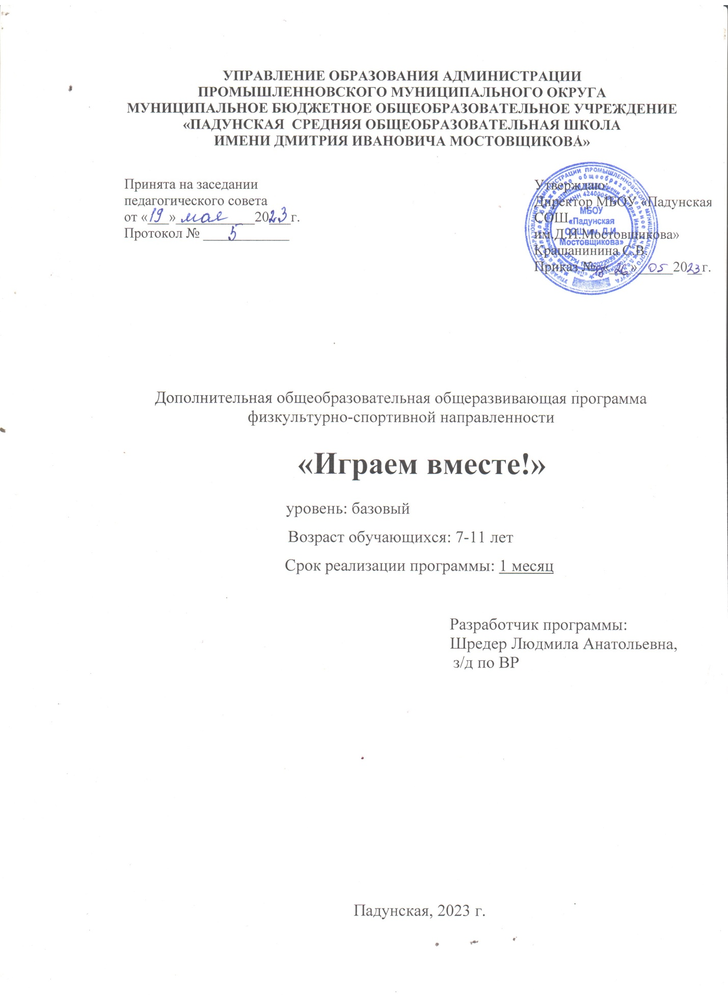 УПРАВЛЕНИЕ ОБРАЗОВАНИЯ АДМИНИСТРАЦИИ
ПРОМЫШЛЕННОВСКОГО МУНИЦИПАЛЬНОГО ОКРУГА
МУНИЦИПАЛЬНОЕ БЮДЖЕТНОЕ ОБЩЕОБРАЗОВАТЕЛЬНОЕ УЧРЕЖДЕНИЕ
«ПАДУНСКАЯ СРЕДНЯЯ ОБЩЕОБРАЗОВАТЕЛЬНАЯ ШКОЛА
ИМЕНИ ДМИТРИЯ ИВАНОВИЧА МОСТОВЩИКОВА»
Принята на заседании
педагогического совета
от «19» мая 2023 г.
Протокол № 5
Утверждаю:
Директор МБОУ «Падунская
СОШ
им.Д.И.Мостовщикова»
Крашанинина С.В.
Приказ № «26» 05 2023 г.
МБОУ
«Падунская
СОШ им. Д.И.
Мостовщикова»
Дополнительная общеобразовательная общеразвивающая программа
физкультурно-спортивной направленности
«Играем вместе!»
уровень: базовый
Возраст обучающихся: 7-11 лет
Срок реализации программы: 1 месяц
Разработчик программы:
Шредер Людмила Анатольевна,
з/д по ВР
Падунская, 2023 г.